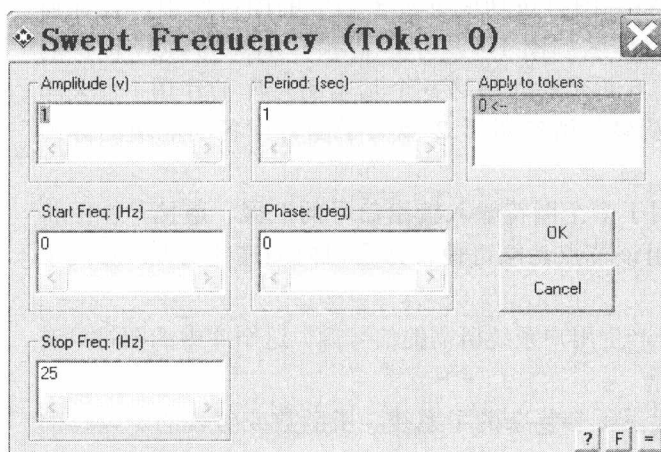 Swept Frequency (Token 0)
Amplitude (v)
1
Period: (sec)
1
Apply to tokens
0 <--
Start Freq: (Hz)
0
Phase: (deg)
0
OK
Cancel
Stop Freq: (Hz)
25
? F =